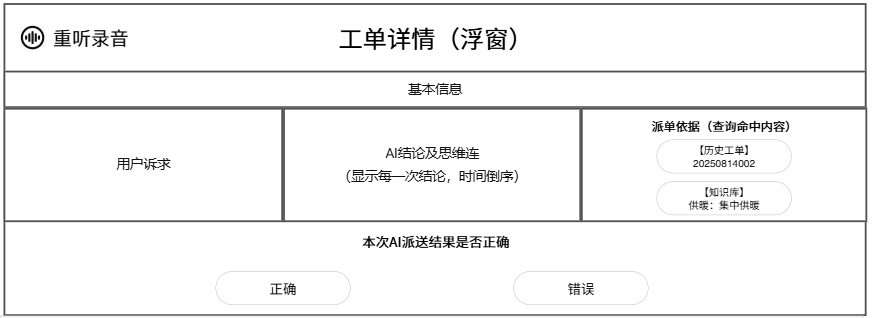 重听录音
工单详情（浮窗）
基本信息
用户诉求
AI结论及思维连
（显示每一次结论，时间倒序）
派单依据（查询命中内容）
【历史工单】
20250814002
【知识库】
供暖：集中供暖
本次AI派送结果是否正确
正确
错误